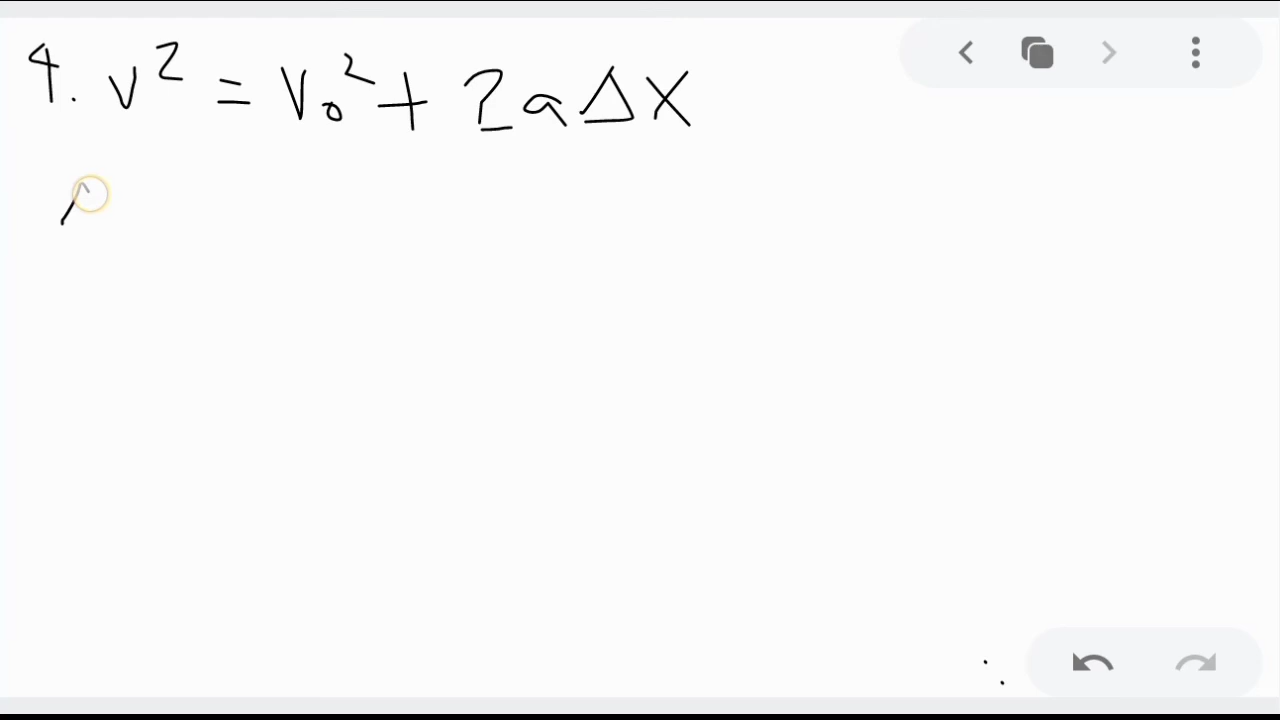 4. v² = v₀² + 2aΔx